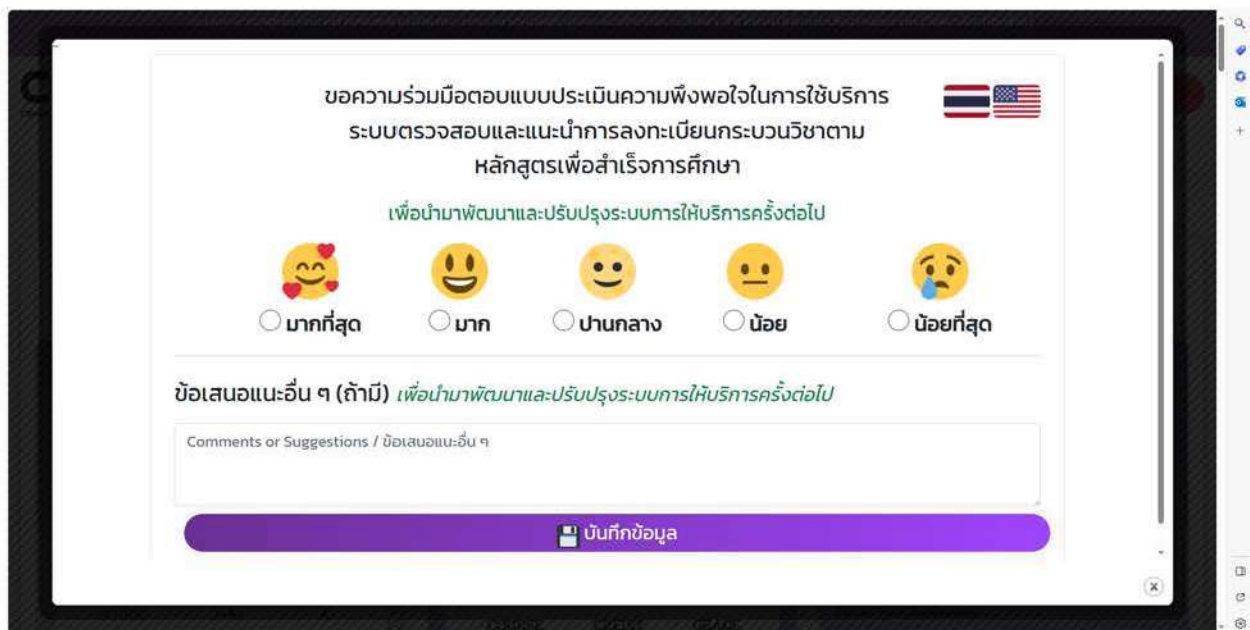 ขอความร่วมมือตอบแบบประเมินความพึงพอใจในการใช้บริการ
ระบบตรวจสอบและแนะนำการลงทะเบียนกระบวนวิชาตาม
หลักสูตรเพื่อสำเร็จการศึกษา
เพื่อนำมาพัฒนาและปรับปรุงระบบการให้บริการครั้งต่อไป
มากที่สุด มาก ปานกลาง น้อย น้อยที่สุด
ข้อเสนอแนะอื่น ๆ (ถ้ามี) เพื่อนำมาพัฒนาและปรับปรุงระบบการให้บริการครั้งต่อไป
Comments or Suggestions / ข้อเสนอแนะอื่น ๆ
บันทึกข้อมูล
X